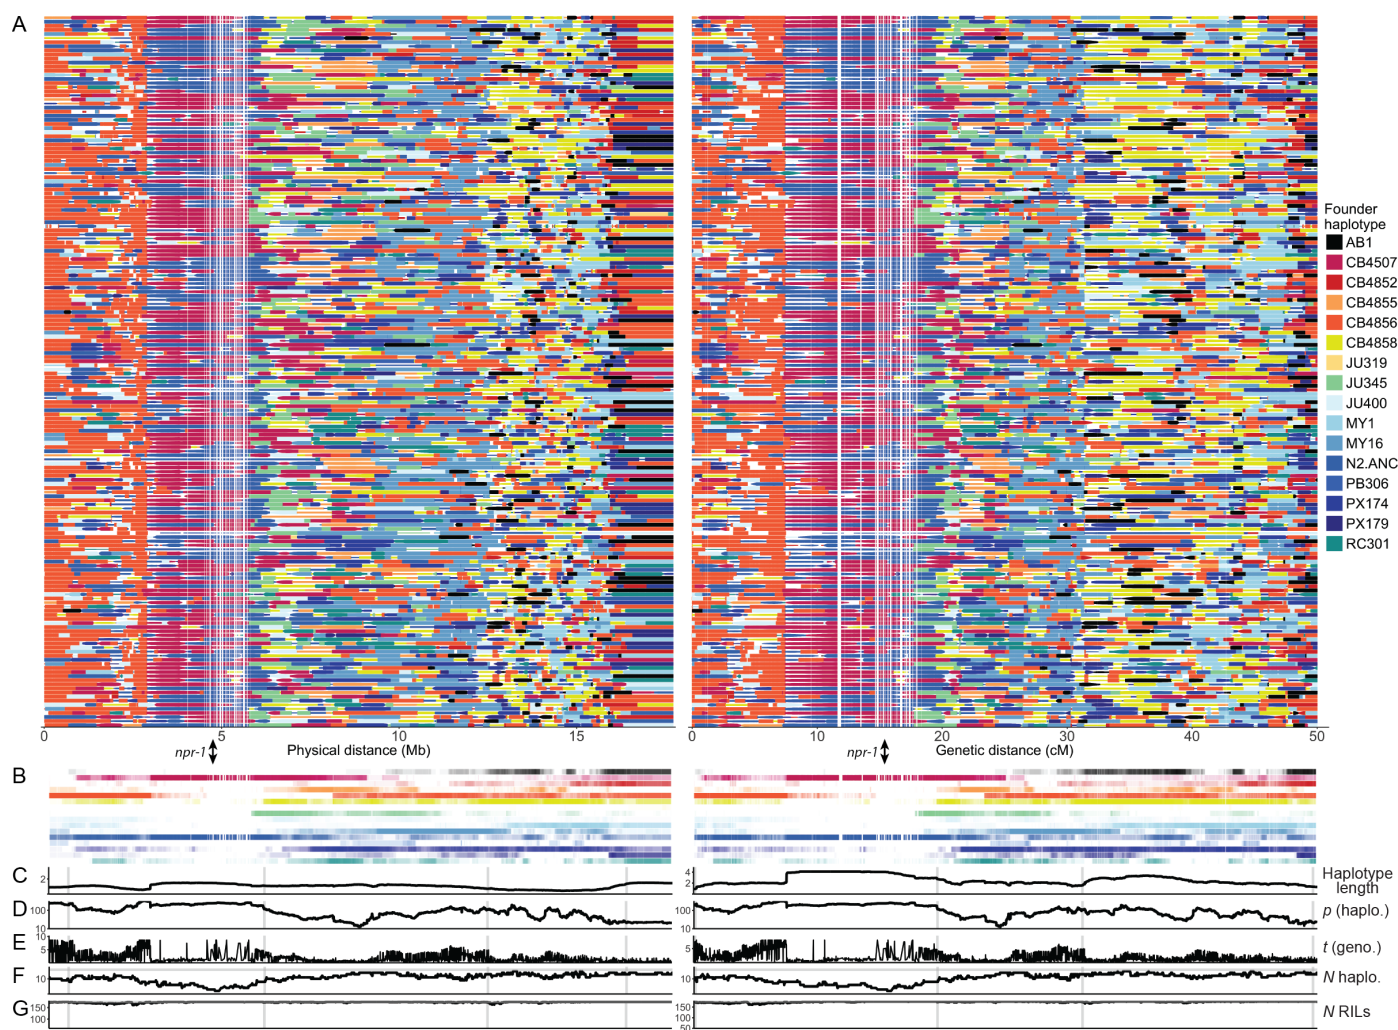 A
Founder
haplotype
AB1
CB4507
CB4852
CB4855
CB4856
CB4858
JU319
JU345
JU400
MY1
MY16
N2.ANC
PB306
PX174
PX179
RC301
0 5 10 15
npr-1 Physical distance (Mb)
0 10 20 30 40 50
npr-1 Genetic distance (cM)
B
C 2 4 2 Haplotype
length
D 100 10 100 10 p (haplo.)
E 10 5 5 t (geno.)
F 10 10 N haplo.
G 150 100 150 100 50 N RILs